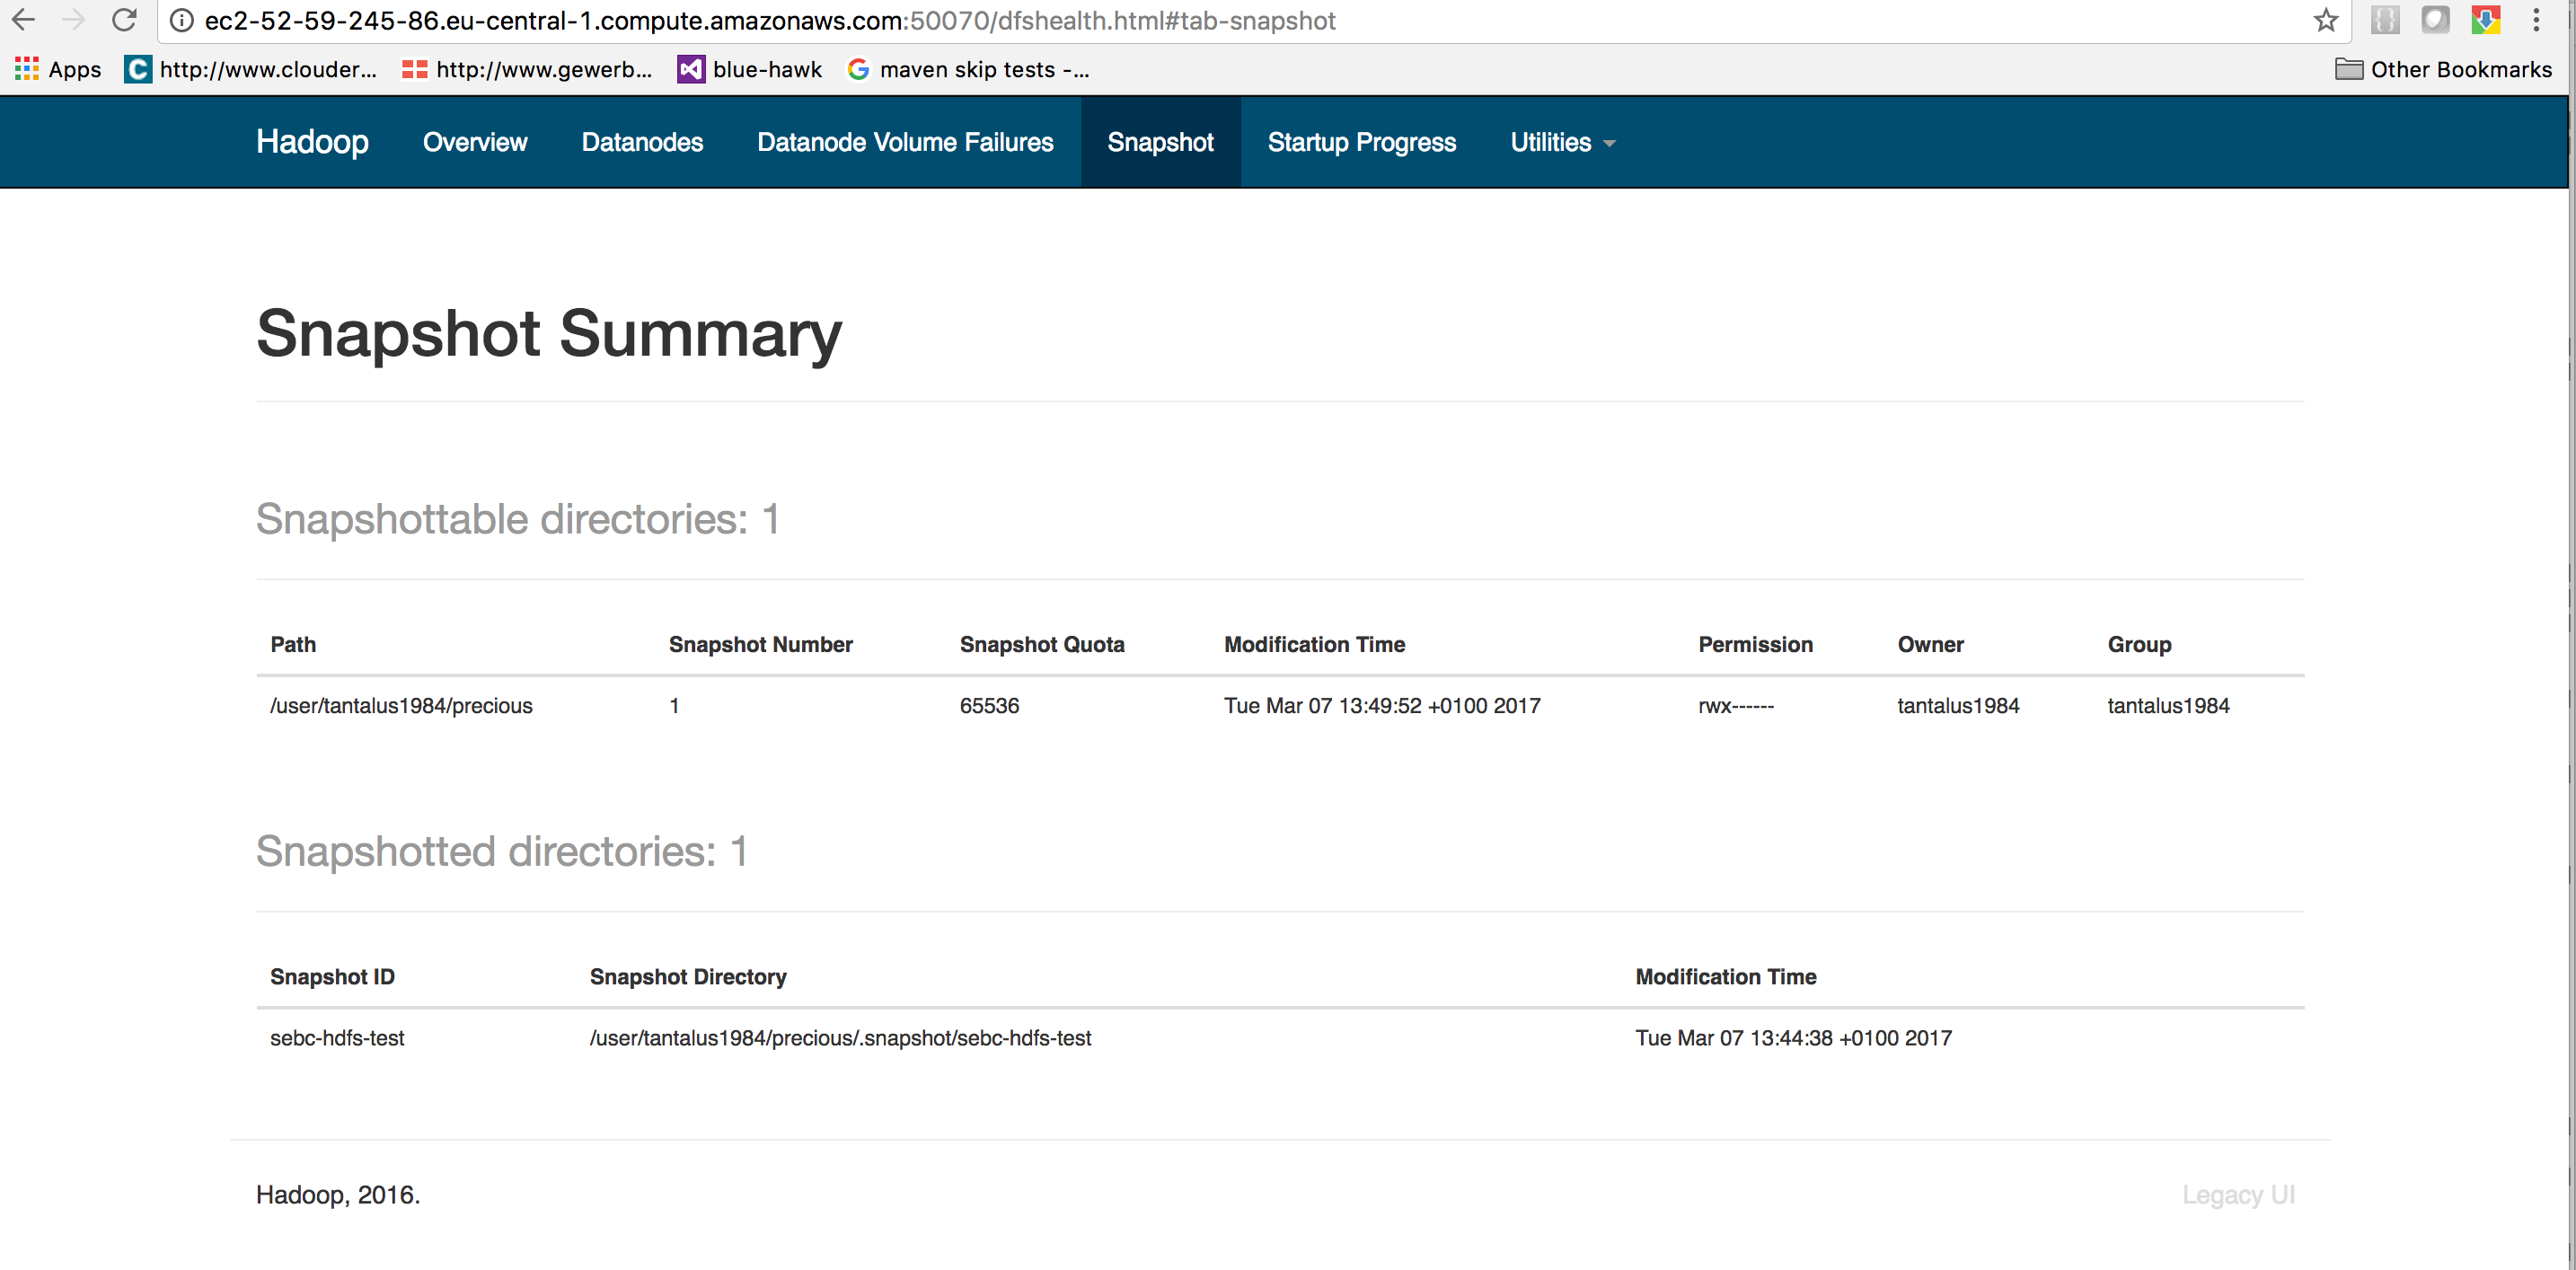 ec2-52-59-245-86.eu-central-1.compute.amazonaws.com:50070/dfshealth.html#tab-snapshot
Apps http://www.clouder... http://www.gewerb... blue-hawk maven skip tests -... Other Bookmarks
Hadoop Overview Datanodes Datanode Volume Failures Snapshot Startup Progress Utilities
Snapshot Summary
Snapshottable directories: 1
Path Snapshot Number Snapshot Quota Modification Time Permission Owner Group
/user/tantalus1984/precious 1 65536 Tue Mar 07 13:49:52 +0100 2017 rwx------ tantalus1984 tantalus1984
Snapshotted directories: 1
Snapshot ID Snapshot Directory Modification Time
sebc-hdfs-test /user/tantalus1984/precious/.snapshot/sebc-hdfs-test Tue Mar 07 13:44:38 +0100 2017
Hadoop, 2016. Legacy UI